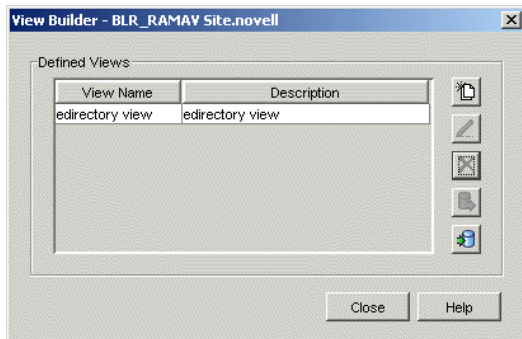 View Builder - BLR_RAMAV Site.novell
Defined Views
View Name Description
edirectory view edirectory view
Close Help